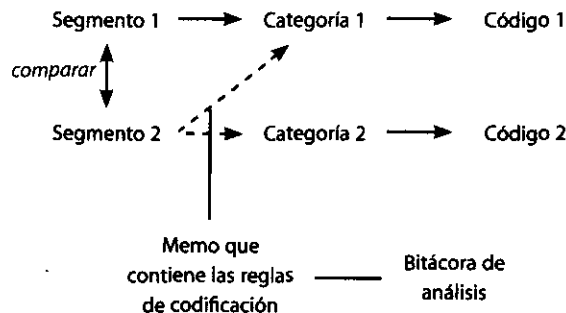 Segmento 1 Categoría 1 Código 1
comparar
Segmento 2 Categoría 2 Código 2
Memo que
contiene las reglas
de codificación
Bitácora de
análisis